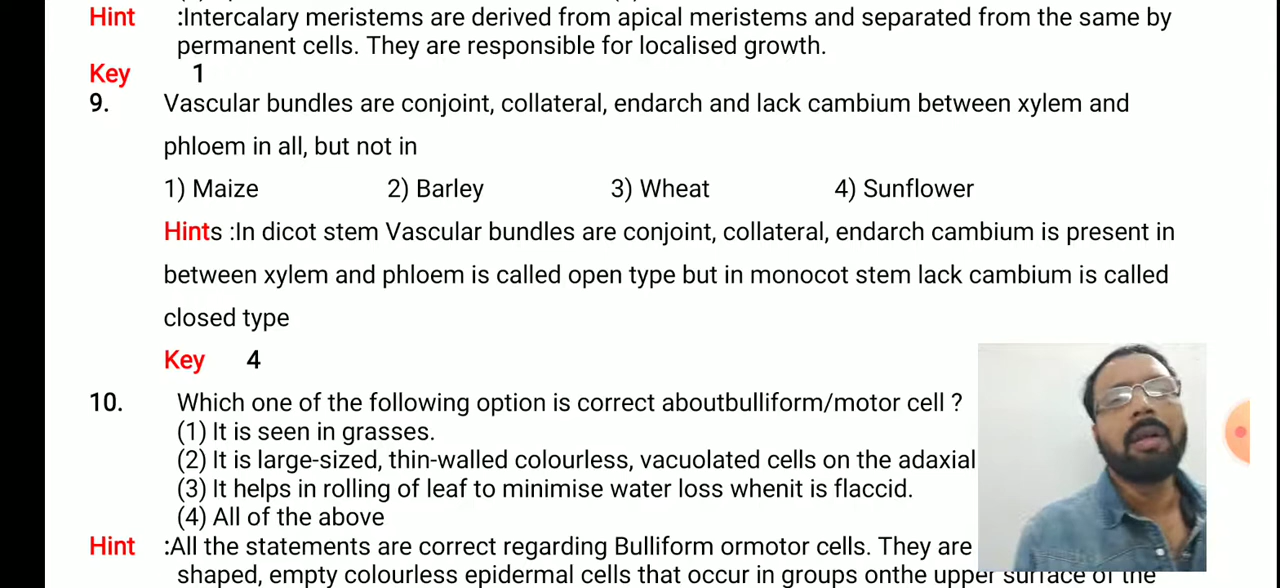 Hint :Intercalary meristems are derived from apical meristems and separated from the same by
permanent cells. They are responsible for localised growth.
Key 1
9. Vascular bundles are conjoint, collateral, endarch and lack cambium between xylem and
phloem in all, but not in
1) Maize 2) Barley 3) Wheat 4) Sunflower
Hints :In dicot stem Vascular bundles are conjoint, collateral, endarch cambium is present in
between xylem and phloem is called open type but in monocot stem lack cambium is called
closed type
Key 4
10. Which one of the following option is correct aboutbulliform/motor cell ?
(1) It is seen in grasses.
(2) It is large-sized, thin-walled colourless, vacuolated cells on the adaxial
(3) It helps in rolling of leaf to minimise water loss whenit is flaccid.
(4) All of the above
Hint :All the statements are correct regarding Bulliform ormotor cells. They are
shaped, empty colourless epidermal cells that occur in groups onthe upper surface of the